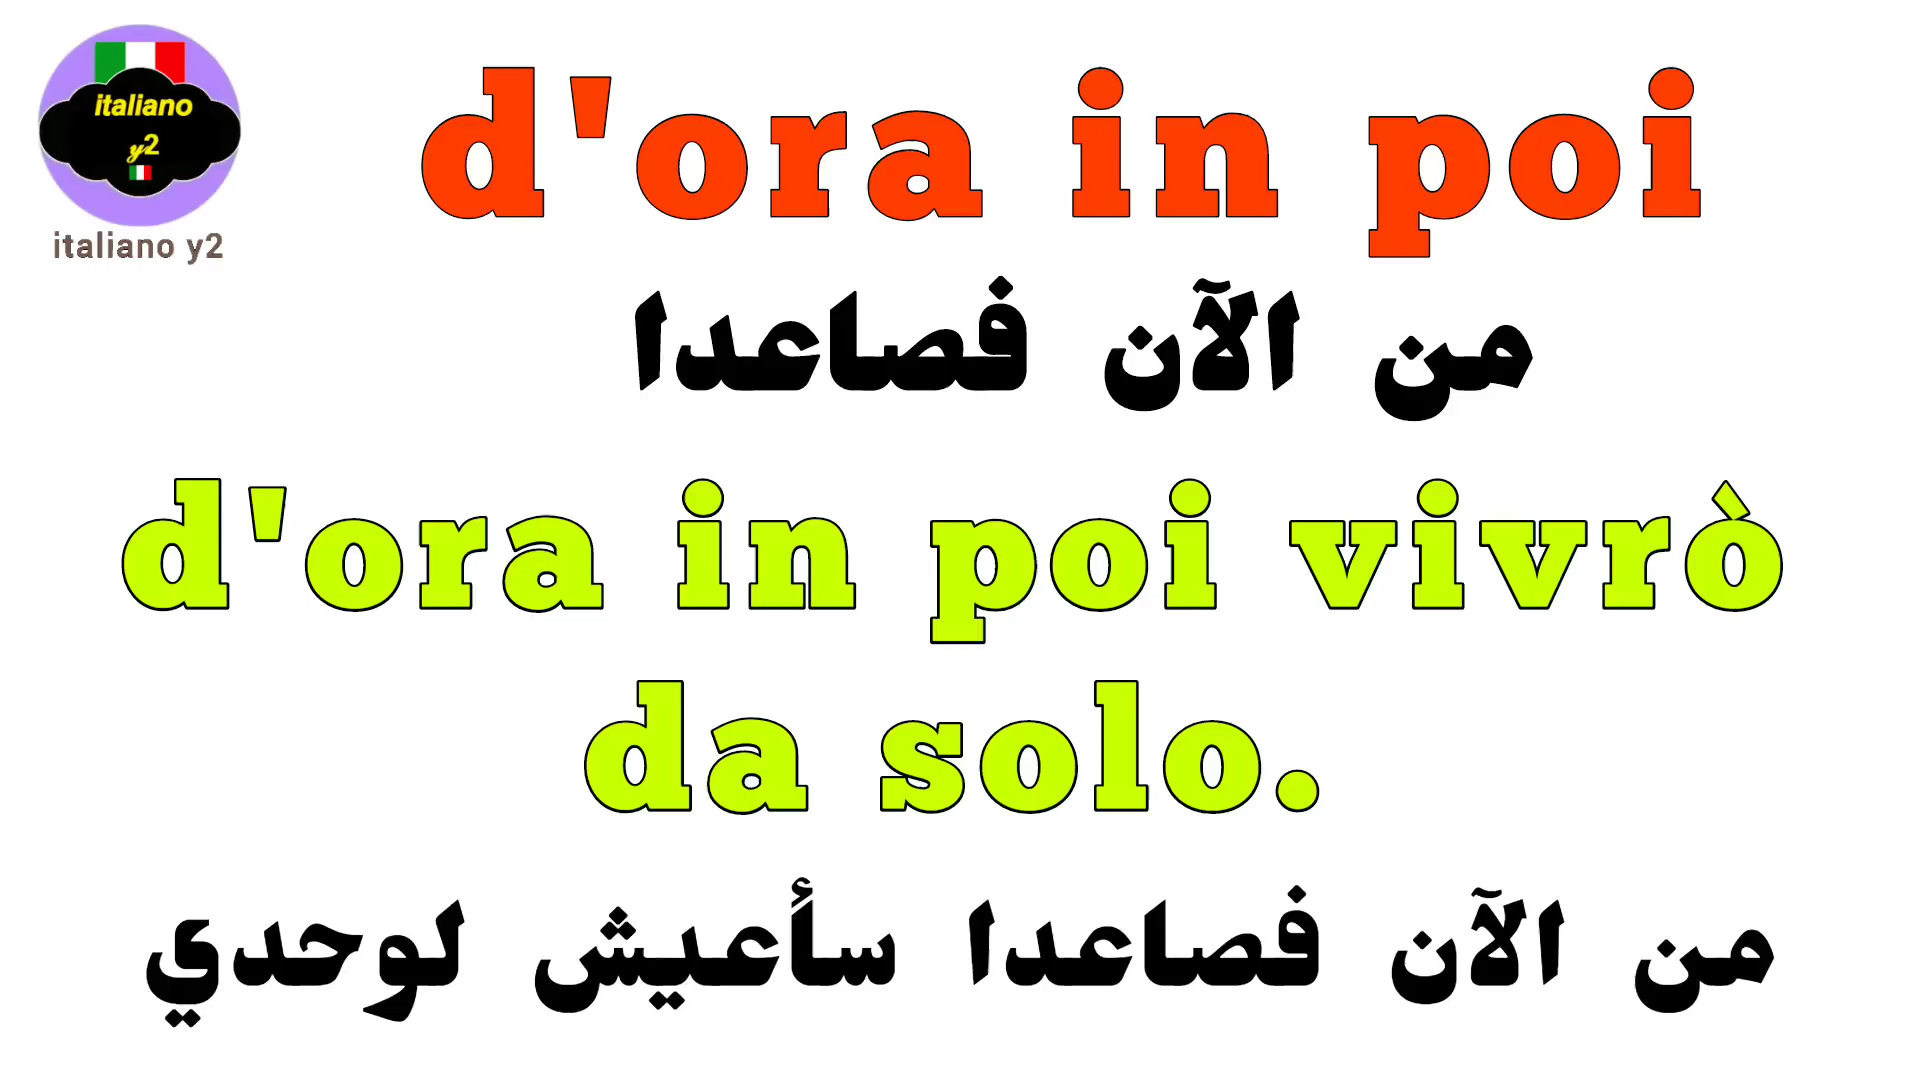 italiano
y2
italiano y2
d'ora in poi
من الآن فصاعدا
d'ora in poi vivrò
da solo.
من الآن فصاعدا سأعيش لوحدي